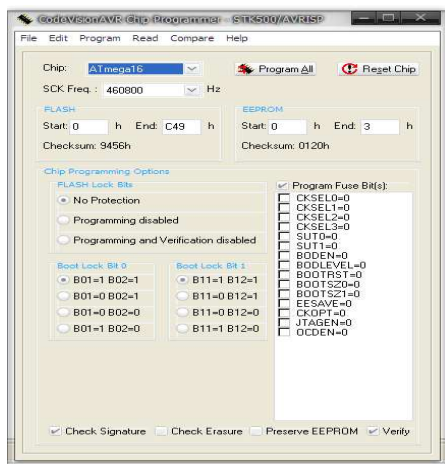 CodeVisionAVR Chip Programmer - STK500/AVRISP
File Edit Program Read Compare Help
Chip: ATmega16 Program All Reset Chip
SCK Freq. : 460800 Hz
FLASH EEPROM
Start: 0 h End: C49 h Start: 0 h End: 3 h
Checksum: 9456h Checksum: 0120h
Chip Programming Options
FLASH Lock Bits Program Fuse Bit(s):
No Protection
Programming disabled
Programming and Verification disabled
Boot Lock Bit 0 Boot Lock Bit 1
B01=1 B02=1 B11=1 B12=1
B01=0 B02=1 B11=0 B12=1
B01=0 B02=0 B11=0 B12=0
B01=1 B02=0 B11=1 B12=0
CKSEL0=0
CKSEL1=0
CKSEL2=0
CKSEL3=0
SUT0=0
SUT1=0
BODEN=0
BODLEVEL=0
BOOTRST=0
BOOTSZ0=0
BOOTSZ1=0
EESAVE=0
CKOPT=0
JTAGEN=0
OCDEN=0
Check Signature Check Erasure Preserve EEPROM Verify